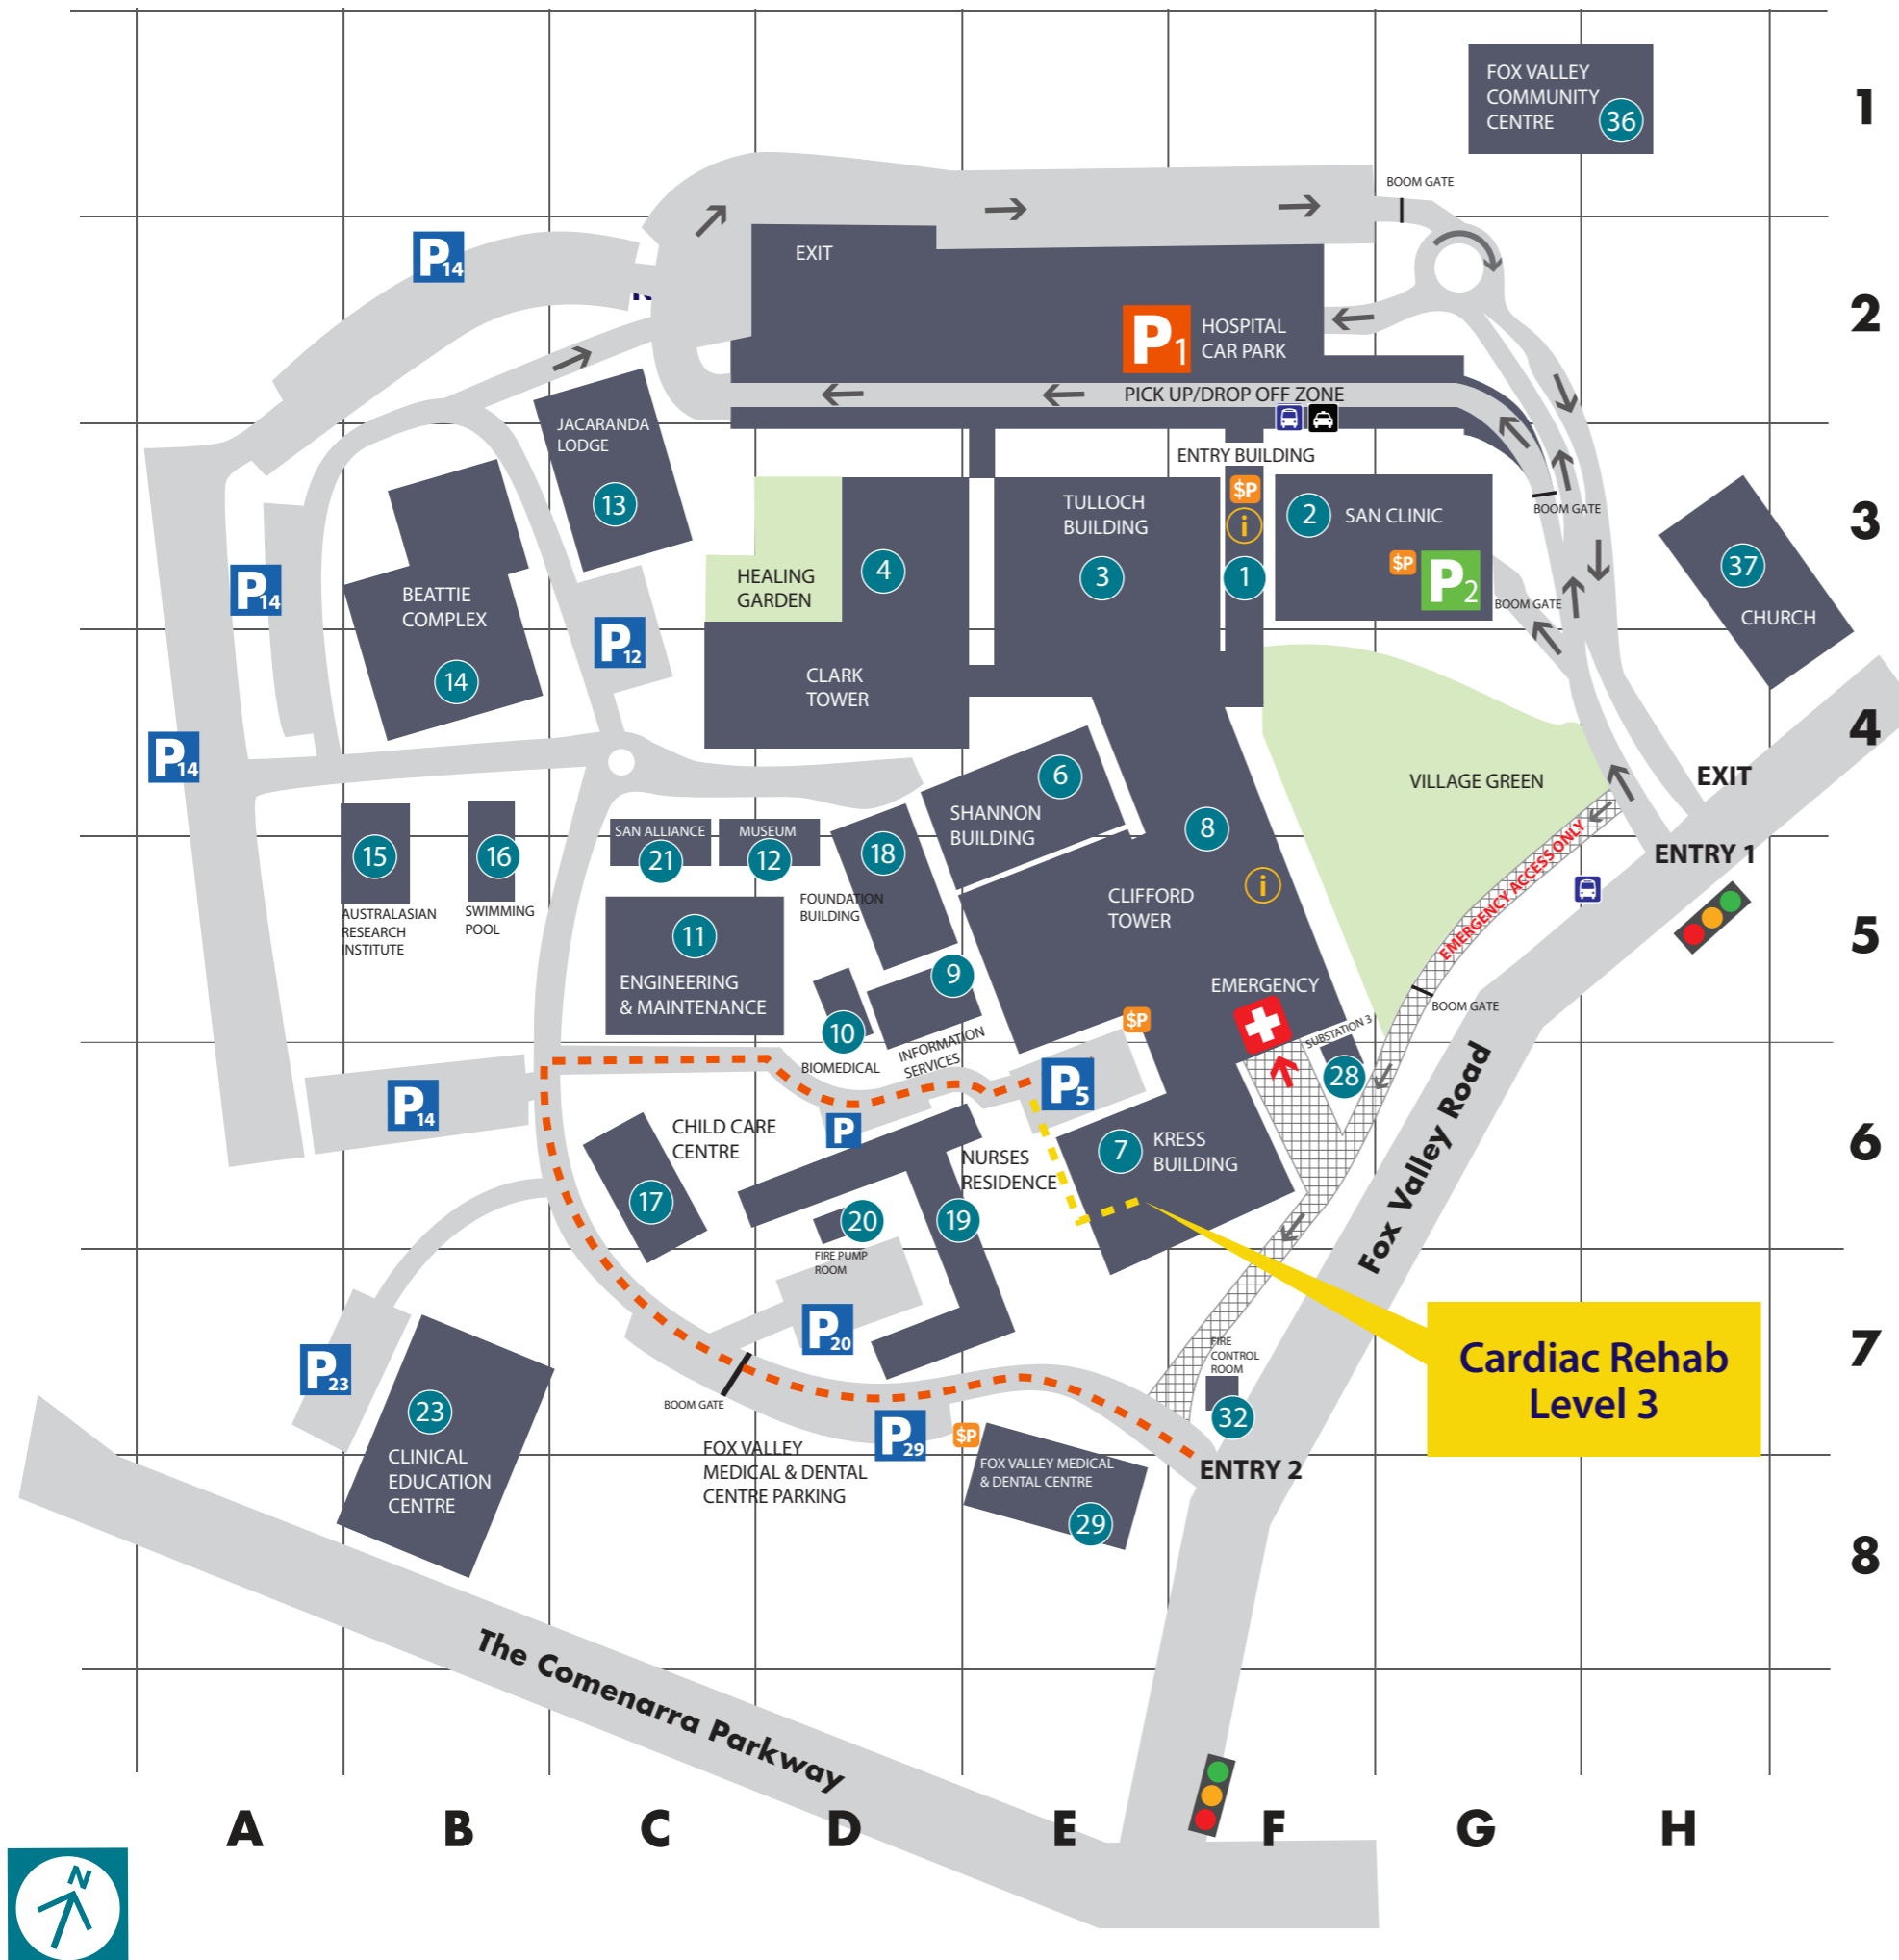 FOX VALLEY
COMMUNITY
CENTRE
36
1
BOOM GATE
P14
EXIT
2
P1
HOSPITAL
CAR PARK
PICK UP/DROP OFF ZONE
JACARANDA
LODGE
13
ENTRY BUILDING
$P
i
1
TULLOCH
BUILDING
3
2
SAN CLINIC
$P
P2
BOOM GATE
BOOM GATE
3
37
CHURCH
HEALING
GARDEN
4
P14
BEATTIE
COMPLEX
14
P12
CLARK
TOWER
P14
4
VILLAGE GREEN
EXIT
6
SHANNON
BUILDING
8
ENTRY 1
EMERGENCY ACCESS ONLY
15
AUSTRALASIAN
RESEARCH
INSTITUTE
16
SWIMMING
POOL
SAN ALLIANCE
21
MUSEUM
12
18
FOUNDATION
BUILDING
CLIFFORD
TOWER
i
5
11
ENGINEERING
& MAINTENANCE
9
10
BIOMEDICAL
INFORMATION
SERVICES
$P
EMERGENCY
SUBSTATION 3
28
BOOM GATE
P14
P5
P
CHILD CARE
CENTRE
17
NURSES
RESIDENCE
19
7
KRESS
BUILDING
6
Fox Valley Road
20
FIRE PUMP
ROOM
P20
P23
23
CLINICAL
EDUCATION
CENTRE
BOOM GATE
FIRE
CONTROL
ROOM
32
7
Cardiac Rehab
Level 3
P29
$P
FOX VALLEY
MEDICAL & DENTAL
CENTRE PARKING
FOX VALLEY MEDICAL
& DENTAL CENTRE
29
ENTRY 2
8
The Comenarra Parkway
A B C D E F G H
N